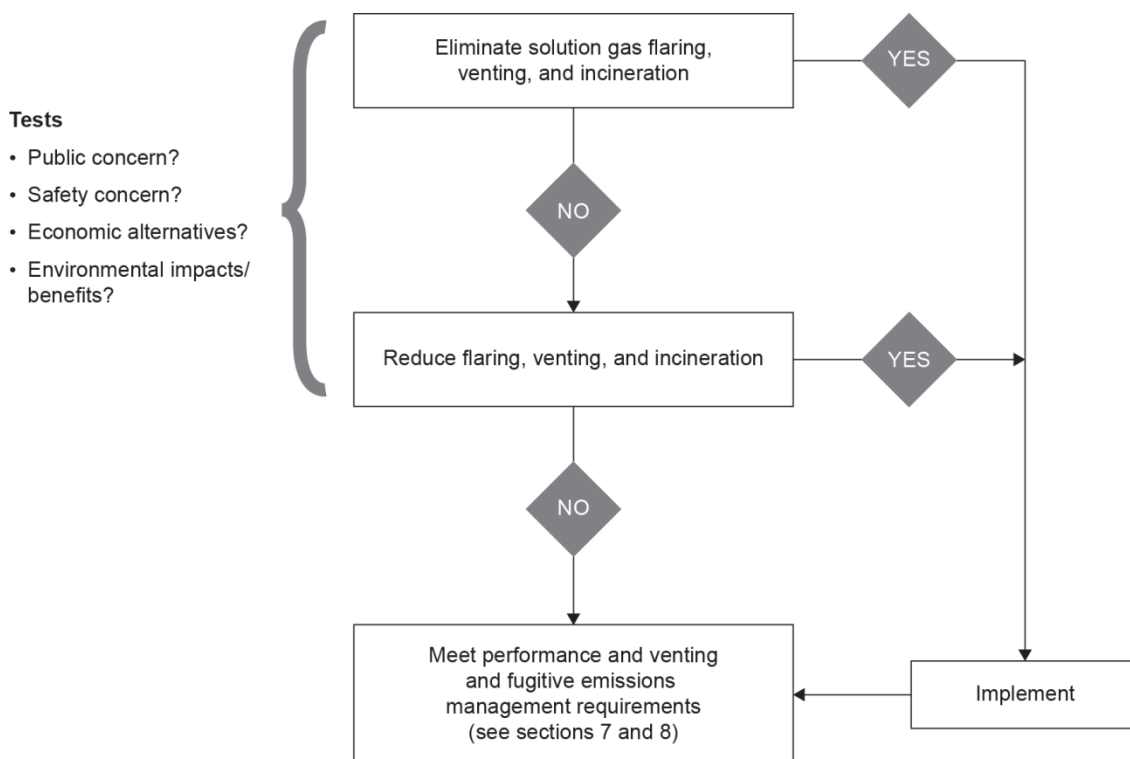 Eliminate solution gas flaring,
venting, and incineration
YES
Tests
• Public concern?
• Safety concern?
• Economic alternatives?
• Environmental impacts/
benefits?
NO
Reduce flaring, venting, and incineration
YES
NO
Meet performance and venting
and fugitive emissions
management requirements
(see sections 7 and 8)
Implement